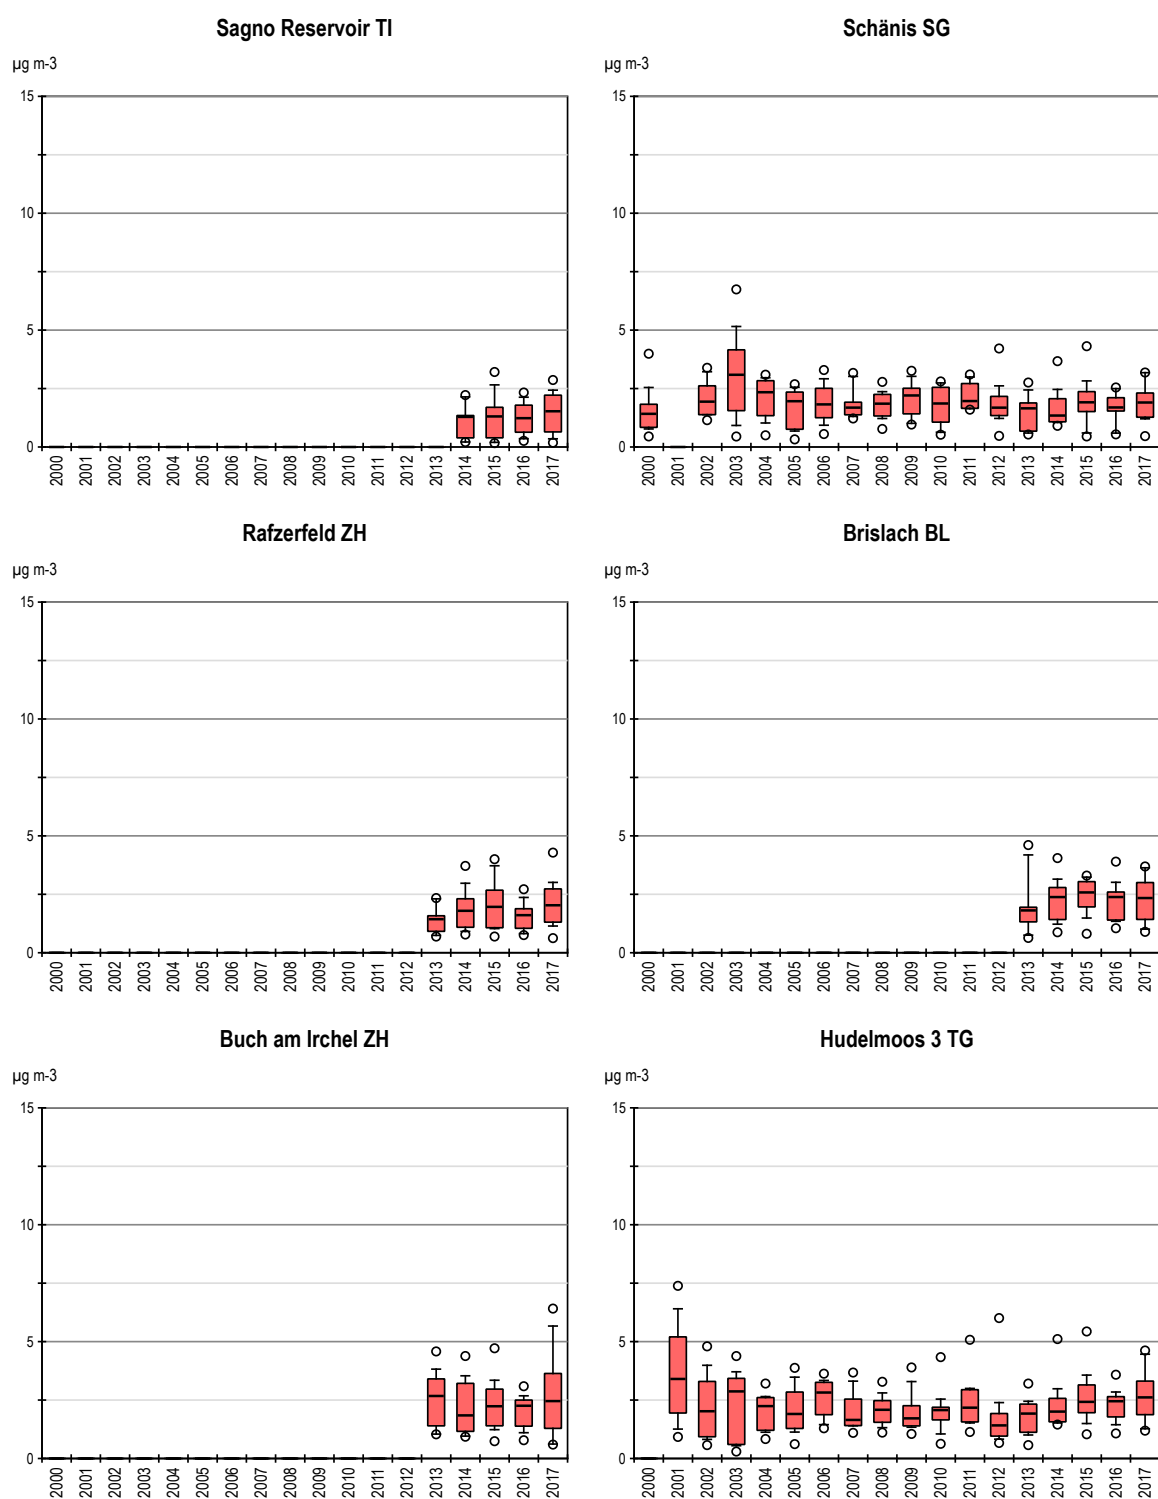 Sagno Reservoir TI
µg m-3
15
10
5
0
2000 2001 2002 2003 2004 2005 2006 2007 2008 2009 2010 2011 2012 2013 2014 2015 2016 2017
Schänis SG
µg m-3
15
10
5
0
2000 2001 2002 2003 2004 2005 2006 2007 2008 2009 2010 2011 2012 2013 2014 2015 2016 2017
Rafzerfeld ZH
µg m-3
15
10
5
0
2000 2001 2002 2003 2004 2005 2006 2007 2008 2009 2010 2011 2012 2013 2014 2015 2016 2017
Brislach BL
µg m-3
15
10
5
0
2000 2001 2002 2003 2004 2005 2006 2007 2008 2009 2010 2011 2012 2013 2014 2015 2016 2017
Buch am Irchel ZH
µg m-3
15
10
5
0
2000 2001 2002 2003 2004 2005 2006 2007 2008 2009 2010 2011 2012 2013 2014 2015 2016 2017
Hudelmoos 3 TG
µg m-3
15
10
5
0
2000 2001 2002 2003 2004 2005 2006 2007 2008 2009 2010 2011 2012 2013 2014 2015 2016 2017